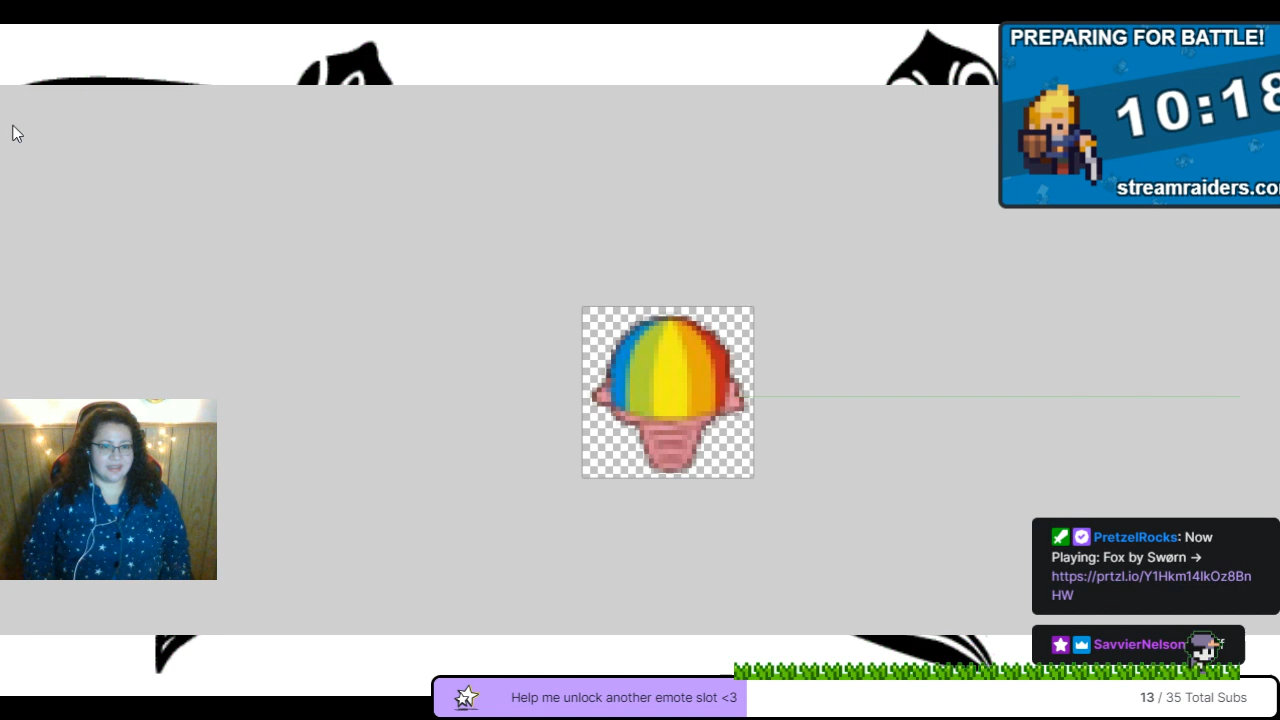 PREPARING FOR BATTLE!
10:18
streamraiders.co
PretzelRocks: Now
Playing: Fox by Swørn ->
https://prtzl.io/Y1Hkm14lkOz8Bn
HW
SavvierNelson
Help me unlock another emote slot <3
13 / 35 Total Subs